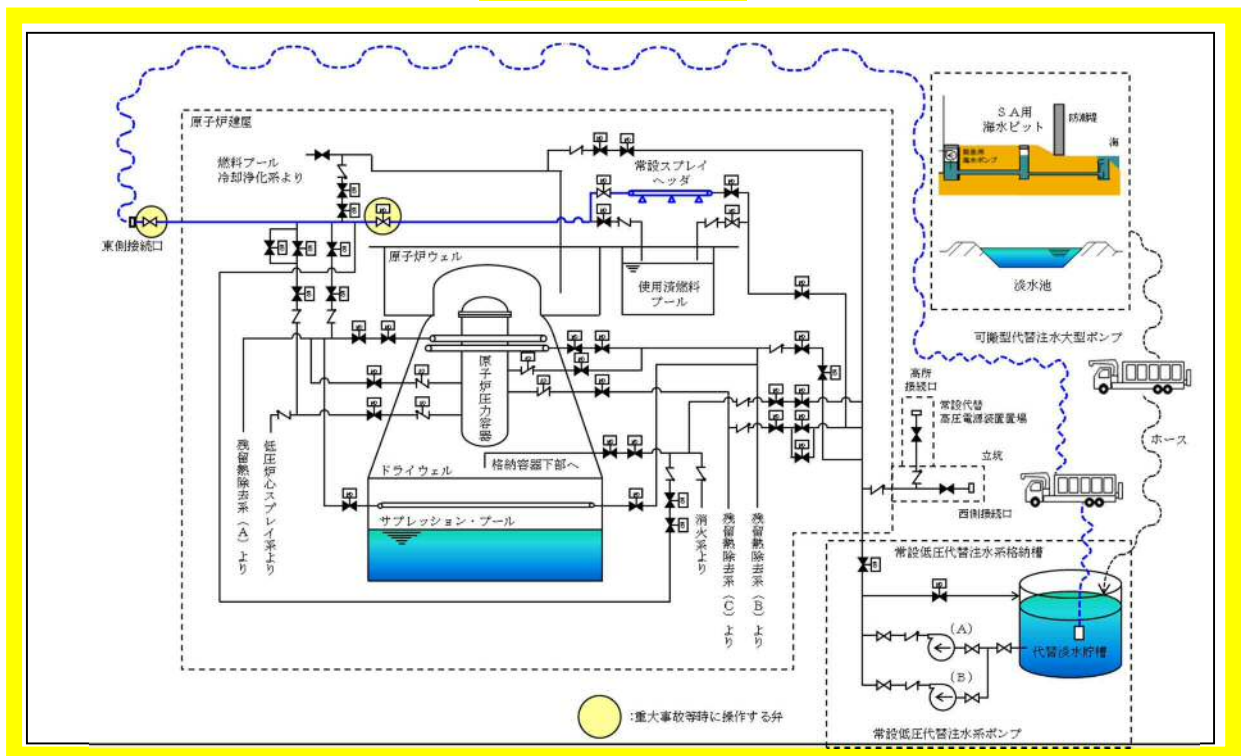 原子炉建屋
燃料プール
冷却浄化系より
東側接続口
常設スプレイ
ヘッダ
原子炉ウェル
使用済燃料
プール
原子炉圧力容器
ドライウェル
格納容器下部へ
サプレッション・プール
残留熱除去系(A)より
低圧炉心スプレイ系より
消火系より
残留熱除去系(C)より
残留熱除去系(B)より
SA用
海水ピット
防潮堤
海
淡水池
可搬型代替注水大型ポンプ
高所
接続口
常設代替
高圧電源装置置場
立坑
西側接続口
ホース
常設低圧代替注水系格納槽
(A)
(B)
代替淡水貯槽
常設低圧代替注水系ポンプ
:重大事故等時に操作する弁